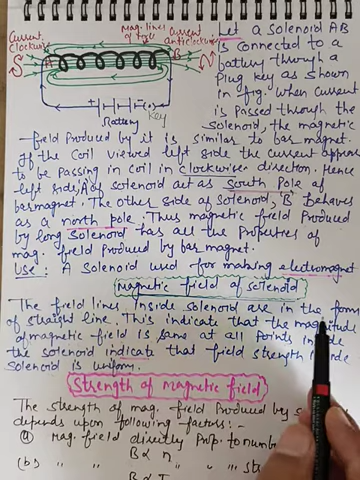 Current clockwise
mag. lines of force
Current anticlockwise
S
A
B
N
+
Battery
Key
Let a Solenoid AB
is connected to a
battery through a
plug key as shown
in fig. when current
is passed through the
Solenoid, the magnetic
field produced by it is similar to bar magnet.
If the Coil viewed left side the current appears
to be passing in coil in clockwise direction. Hence
left side, A of solenoid act as South Pole of
barmagnet. The other side of Solenoid, 'B' behaves
as a north pole. Thus magnetic field Produced
by long Solenoid has all the Properties of
mag. field produced by bar magnet.
Use: A Solenoid used for making electromagnet
magnetic field of solenoid
The field lines Inside solenoid are in the form
of straight line. This indicate that the magnitude
of magnetic field is same at all Points inside
the solenoid indicate that field strength inside
Solenoid is uniform.
Strength of magnetic field
The strength of mag. field Produced by
depends upon following factors:-
(a) mag. field directly Prop. to
B α n
(b) " " " "
B α I